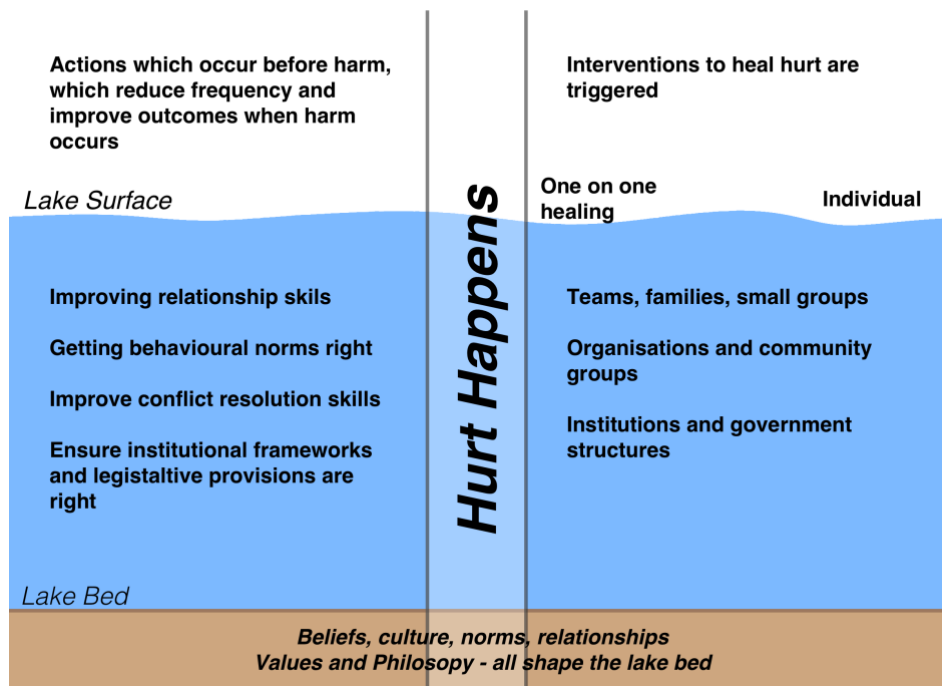 Actions which occur before harm,
which reduce frequency and
improve outcomes when harm
occurs
Interventions to heal hurt are
triggered
Lake Surface
One on one
healing
Individual
Hurt Happens
Improving relationship skils
Getting behavioural norms right
Improve conflict resolution skills
Ensure institutional frameworks
and legistaltive provisions are
right
Teams, families, small groups
Organisations and community
groups
Institutions and government
structures
Lake Bed
Beliefs, culture, norms, relationships
Values and Philosopy - all shape the lake bed